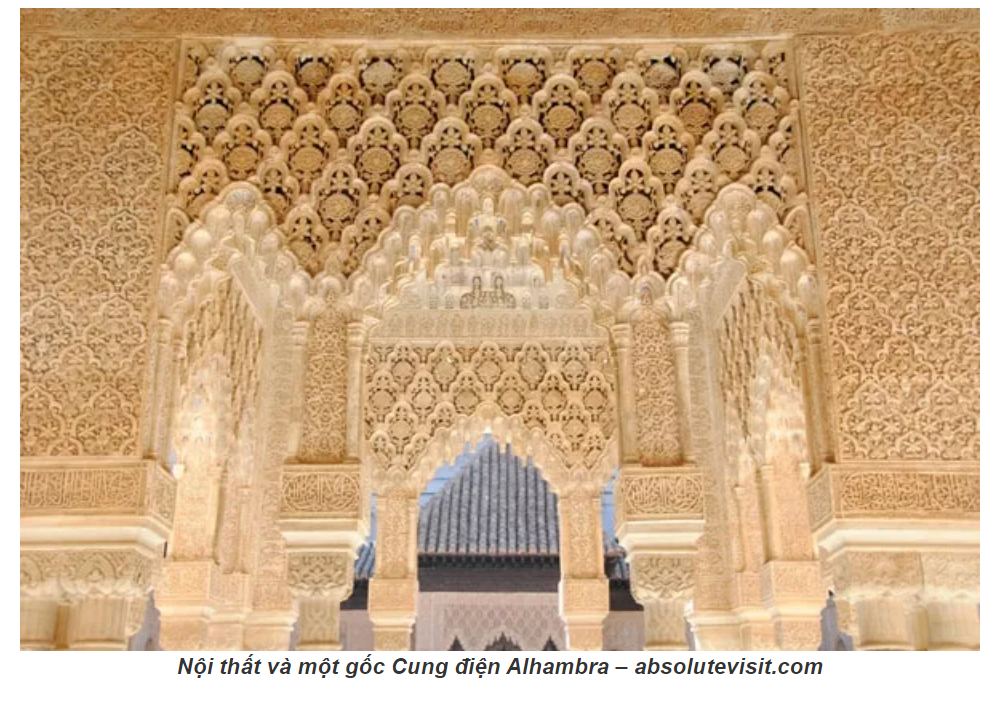 Nội thất và một gốc Cung điện Alhambra – absolutevisit.com